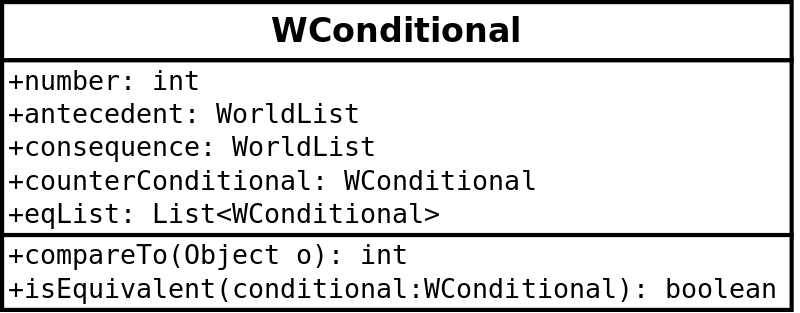 WConditional
+number: int
+antecedent: WorldList
+consequence: WorldList
+counterConditional: WConditional
+eqList: List<WConditional>
+compareTo(Object o): int
+isEquivalent(conditional:WConditional): boolean